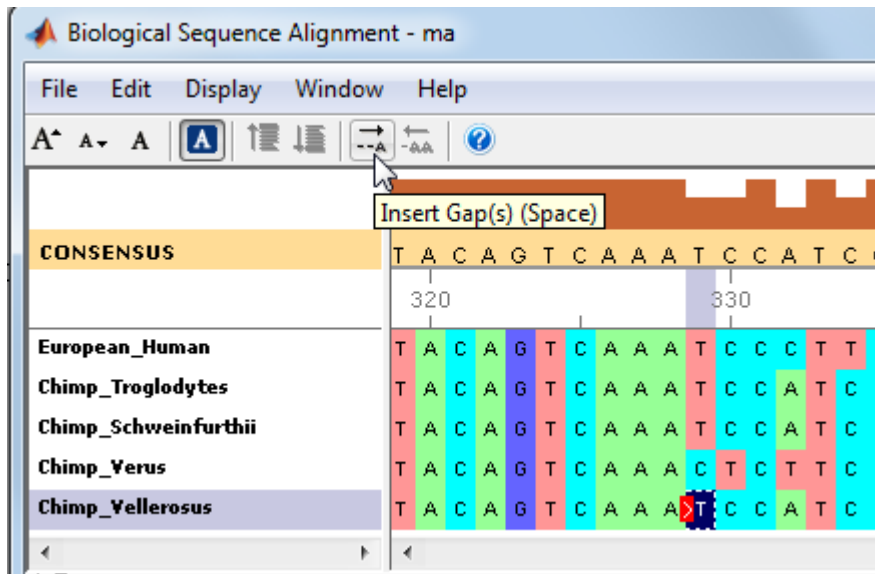 Biological Sequence Alignment - ma
File Edit Display Window Help
A A A A --A -AA ?
Insert Gap(s) (Space)
CONSENSUS T A C A G T C A A A T C C A T C
320 330
European_Human T A C A G T C A A A T C C C T T
Chimp_Troglodytes T A C A G T C A A A T C C A T C
Chimp_Schweinfurthii T A C A G T C A A A T C C A T C
Chimp_Verus T A C A G T C A A A C T C T T C
Chimp_Vellerosus T A C A G T C A A A T C C A T C